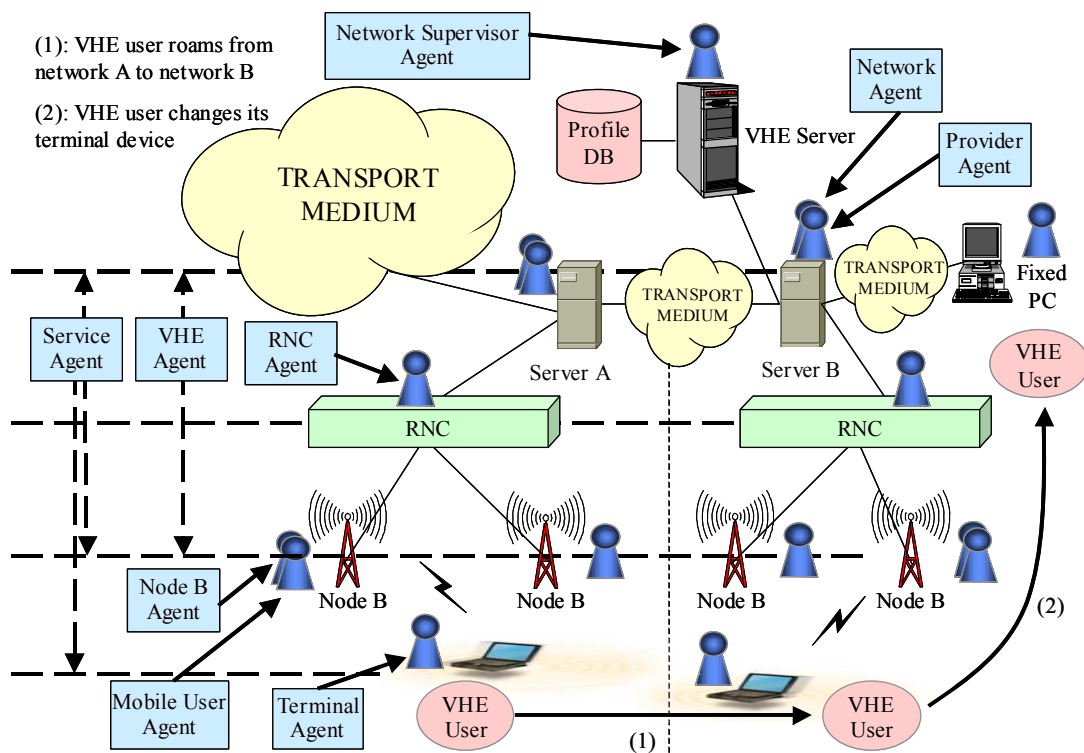 (1): VHE user roams from
network A to network B
(2): VHE user changes its
terminal device
Network Supervisor
Agent
Network
Agent
Provider
Agent
Profile
DB
VHE Server
TRANSPORT
MEDIUM
TRANSPORT
MEDIUM
TRANSPORT
MEDIUM
Fixed
PC
Service
Agent
VHE
Agent
RNC
Agent
Server A
Server B
VHE
User
RNC
RNC
Node B
Node B
Node B
Node B
Node B
Agent
Mobile User
Agent
Terminal
Agent
VHE
User
VHE
User
(1)
(2)